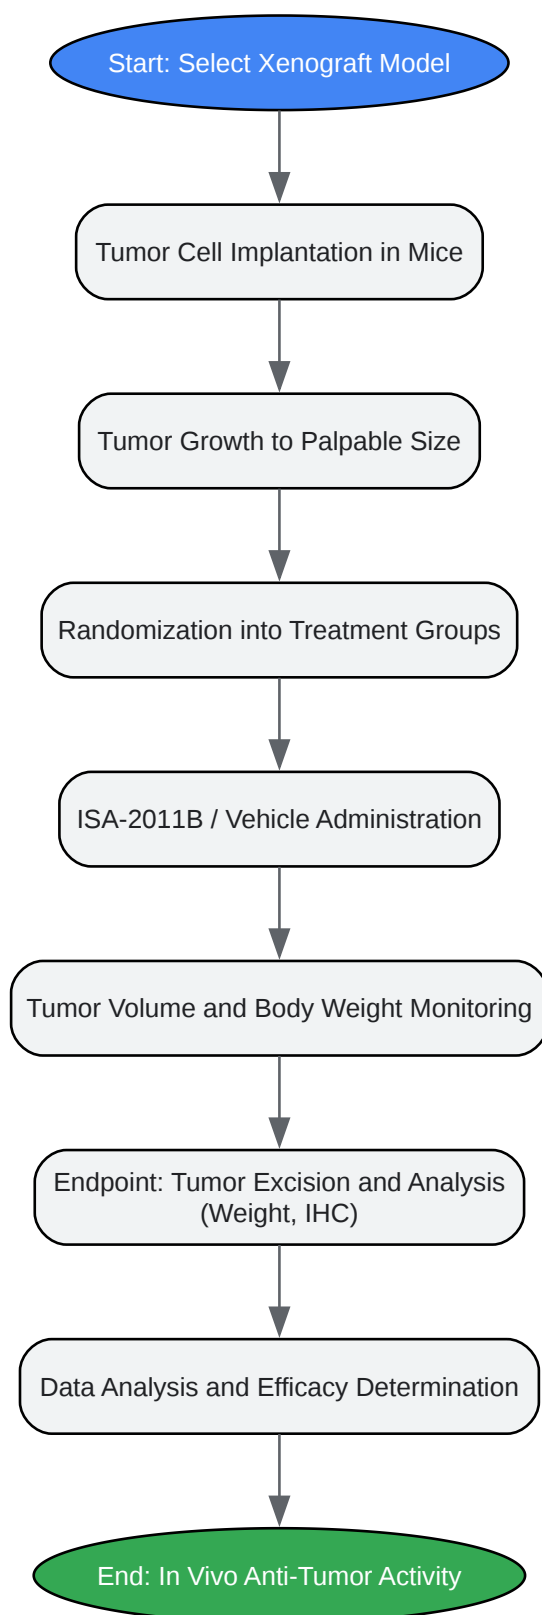 Start: Select Xenograft Model
Tumor Cell Implantation in Mice
Tumor Growth to Palpable Size
Randomization into Treatment Groups
ISA-2011B / Vehicle Administration
Tumor Volume and Body Weight Monitoring
Endpoint: Tumor Excision and Analysis
(Weight, IHC)
Data Analysis and Efficacy Determination
End: In Vivo Anti-Tumor Activity